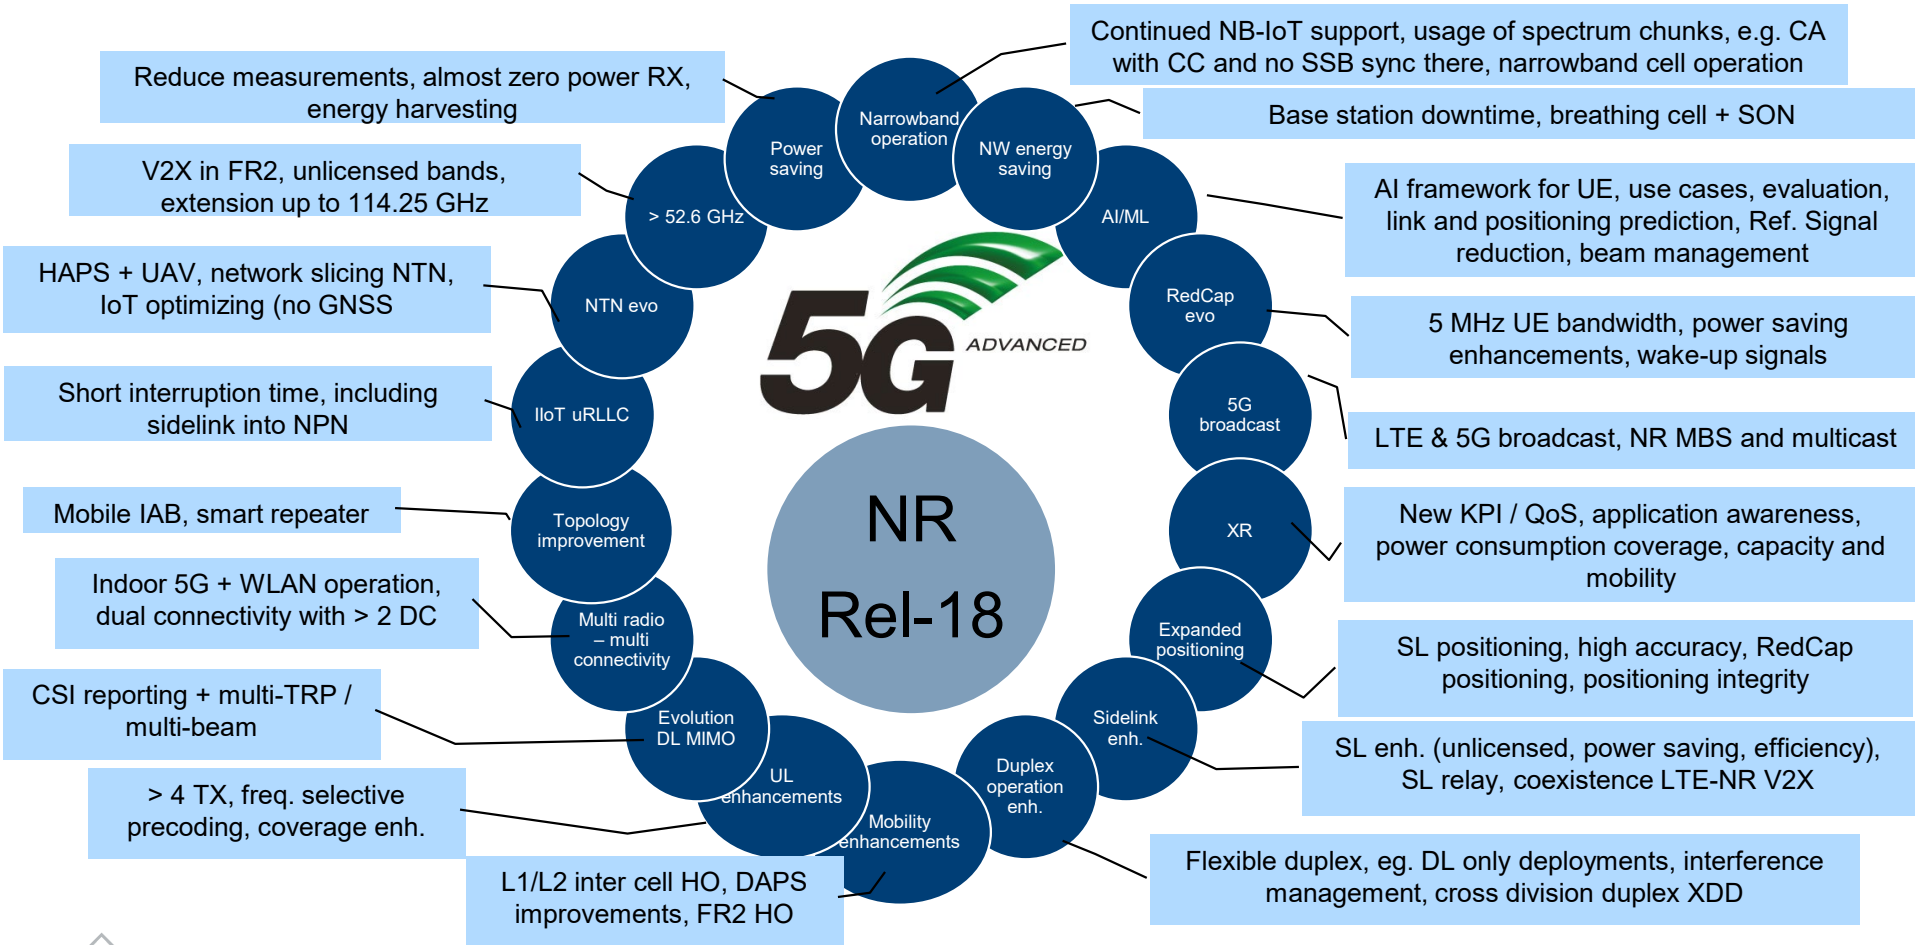 Continued NB-IoT support, usage of spectrum chunks, e.g. CA
with CC and no SSB sync there, narrowband cell operation
Reduce measurements, almost zero power RX,
energy harvesting
Base station downtime, breathing cell + SON
Narrowband
operation
Power
saving
NW energy
saving
V2X in FR2, unlicensed bands,
extension up to 114.25 GHz
> 52.6 GHz
AI/ML
AI framework for UE, use cases, evaluation,
link and positioning prediction, Ref. Signal
reduction, beam management
HAPS + UAV, network slicing NTN,
IoT optimizing (no GNSS
NTN evo
RedCap
evo
5 MHz UE bandwidth, power saving
enhancements, wake-up signals
5G
ADVANCED
Short interruption time, including
sidelink into NPN
IIoT uRLLC
5G
broadcast
LTE & 5G broadcast, NR MBS and multicast
Mobile IAB, smart repeater
Topology
improvement
NR
Rel-18
XR
New KPI / QoS, application awareness,
power consumption coverage, capacity and
mobility
Indoor 5G + WLAN operation,
dual connectivity with > 2 DC
Multi radio
– multi
connectivity
Expanded
positioning
SL positioning, high accuracy, RedCap
positioning, positioning integrity
CSI reporting + multi-TRP /
multi-beam
Evolution
DL MIMO
Sidelink
enh.
SL enh. (unlicensed, power saving, efficiency),
SL relay, coexistence LTE-NR V2X
> 4 TX, freq. selective
precoding, coverage enh.
UL
enhancements
Duplex
operation
enh.
Mobility
enhancements
L1/L2 inter cell HO, DAPS
improvements, FR2 HO
Flexible duplex, eg. DL only deployments, interference
management, cross division duplex XDD